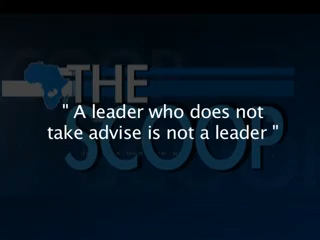 THE
" A leader who does not
take advise is not a leader "
SCOOP